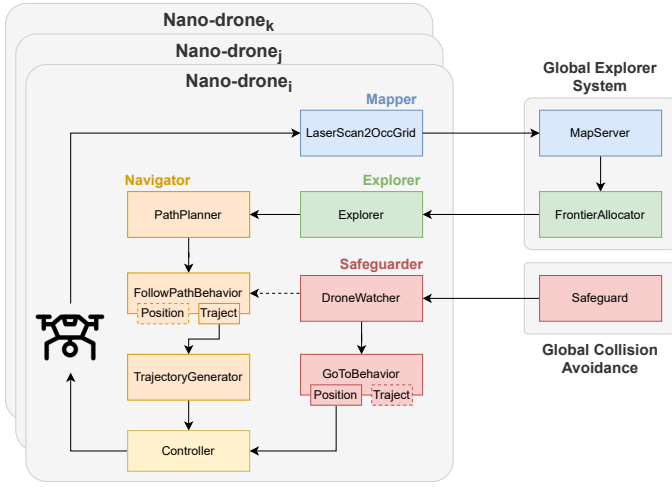 Nano-drone_k
Nano-drone_j
Nano-drone_i
Global Explorer
System
Mapper
LaserScan2OccGrid
MapServer
Navigator
Explorer
PathPlanner
Explorer
FrontierAllocator
Safeguarder
FollowPathBehavior
Position
Traject
DroneWatcher
Safeguard
Global Collision
Avoidance
TrajectoryGenerator
GoToBehavior
Position
Traject
Controller